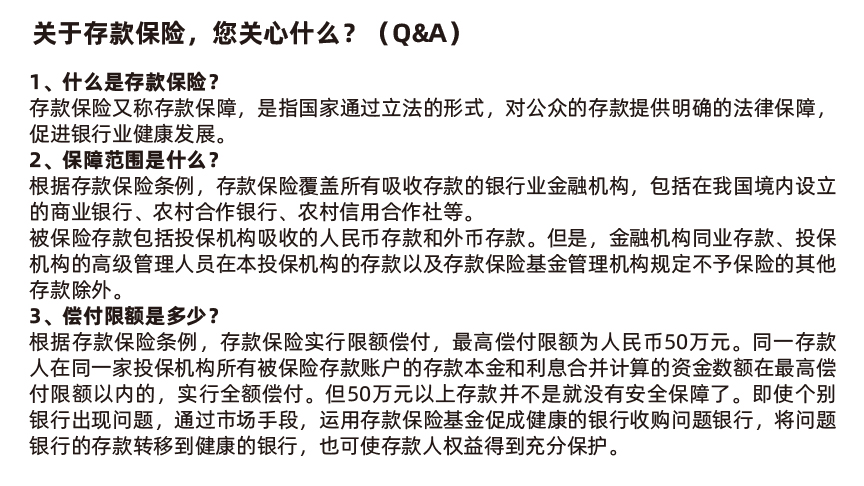 关于存款保险，您关心什么？（Q&A）
1、什么是存款保险？
存款保险又称存款保障，是指国家通过立法的形式，对公众的存款提供明确的法律保障，
促进银行业健康发展。
2、保障范围是什么？
根据存款保险条例，存款保险覆盖所有吸收存款的银行业金融机构，包括在我国境内设立
的商业银行、农村合作银行、农村信用合作社等。
被保险存款包括投保机构吸收的人民币存款和外币存款。但是，金融机构同业存款、投保
机构的高级管理人员在本投保机构的存款以及存款保险基金管理机构规定不予保险的其他
存款除外。
3、偿付限额是多少？
根据存款保险条例，存款保险实行限额偿付，最高偿付限额为人民币50万元。同一存款
人在同一家投保机构所有被保险存款账户的存款本金和利息合并计算的资金数额在最高偿
付限额以内的，实行全额偿付。但50万元以上存款并不是就没有安全保障了。即使个别
银行出现问题，通过市场手段，运用存款保险基金促成健康的银行收购问题银行，将问题
银行的存款转移到健康的银行，也可使存款人权益得到充分保护。